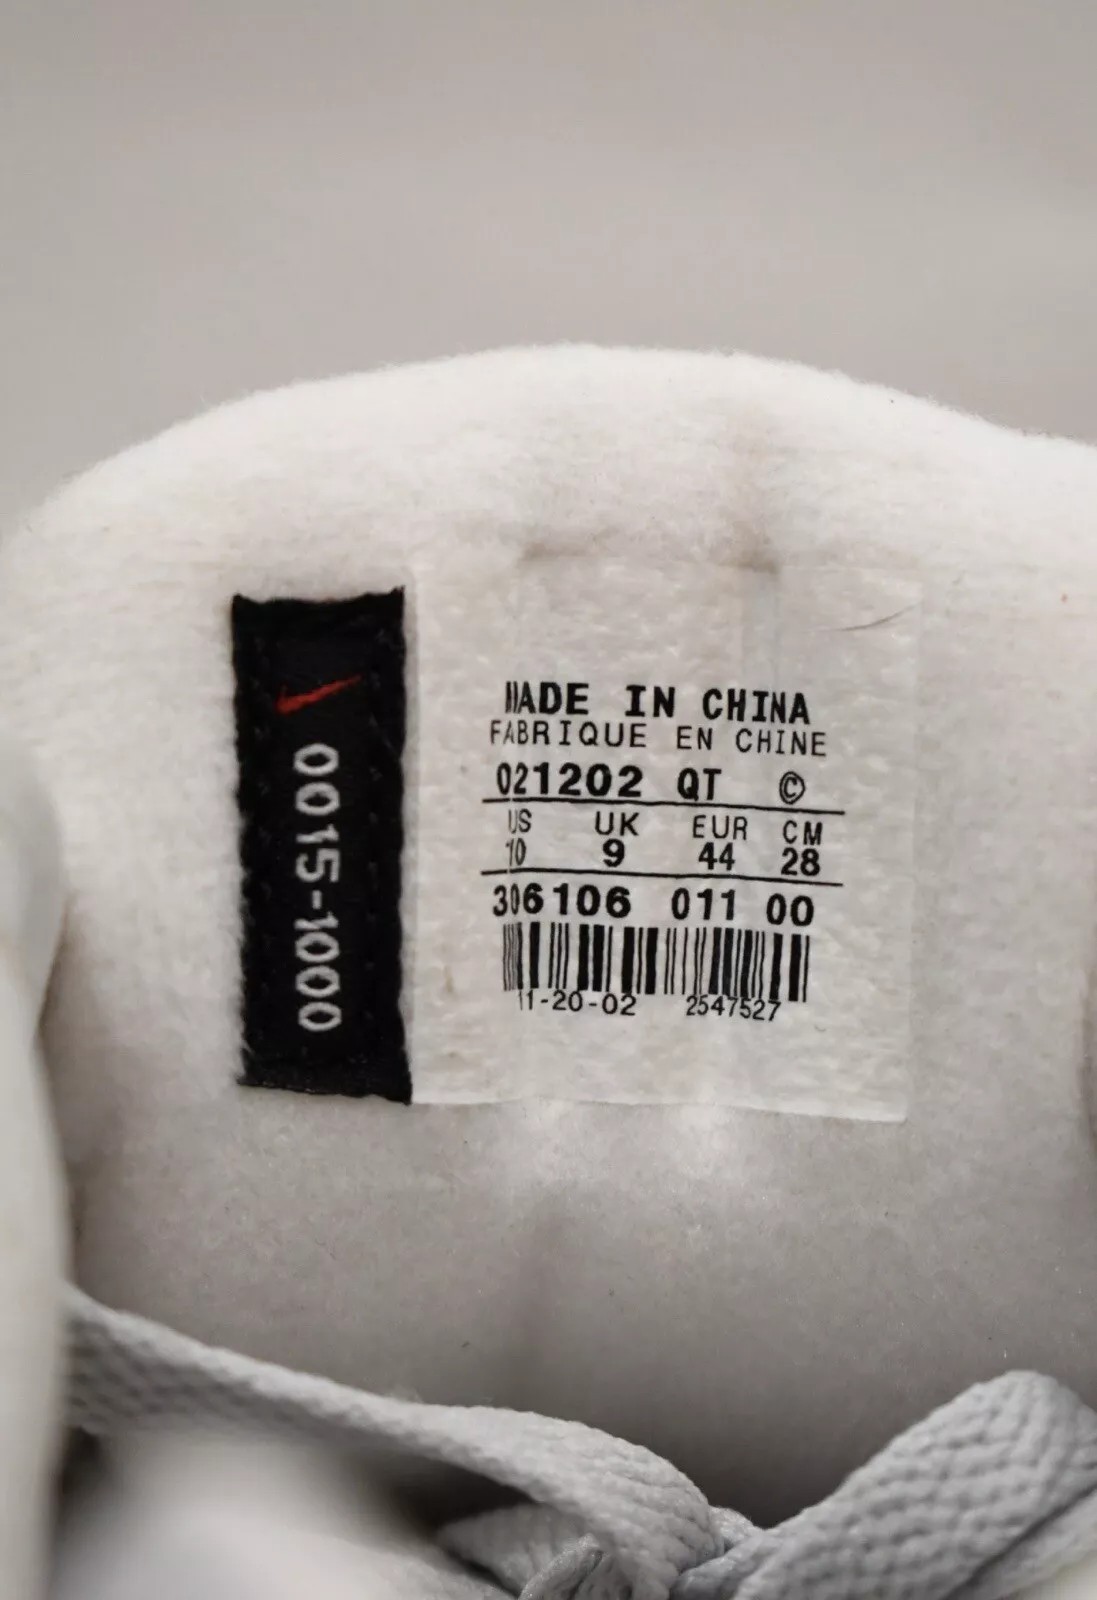 0015-1000
MADE IN CHINA
FABRIQUE EN CHINE
021202 QT ©
US UK EUR CM
10 9 44 28
306106 011 00
11-20-02 2547527